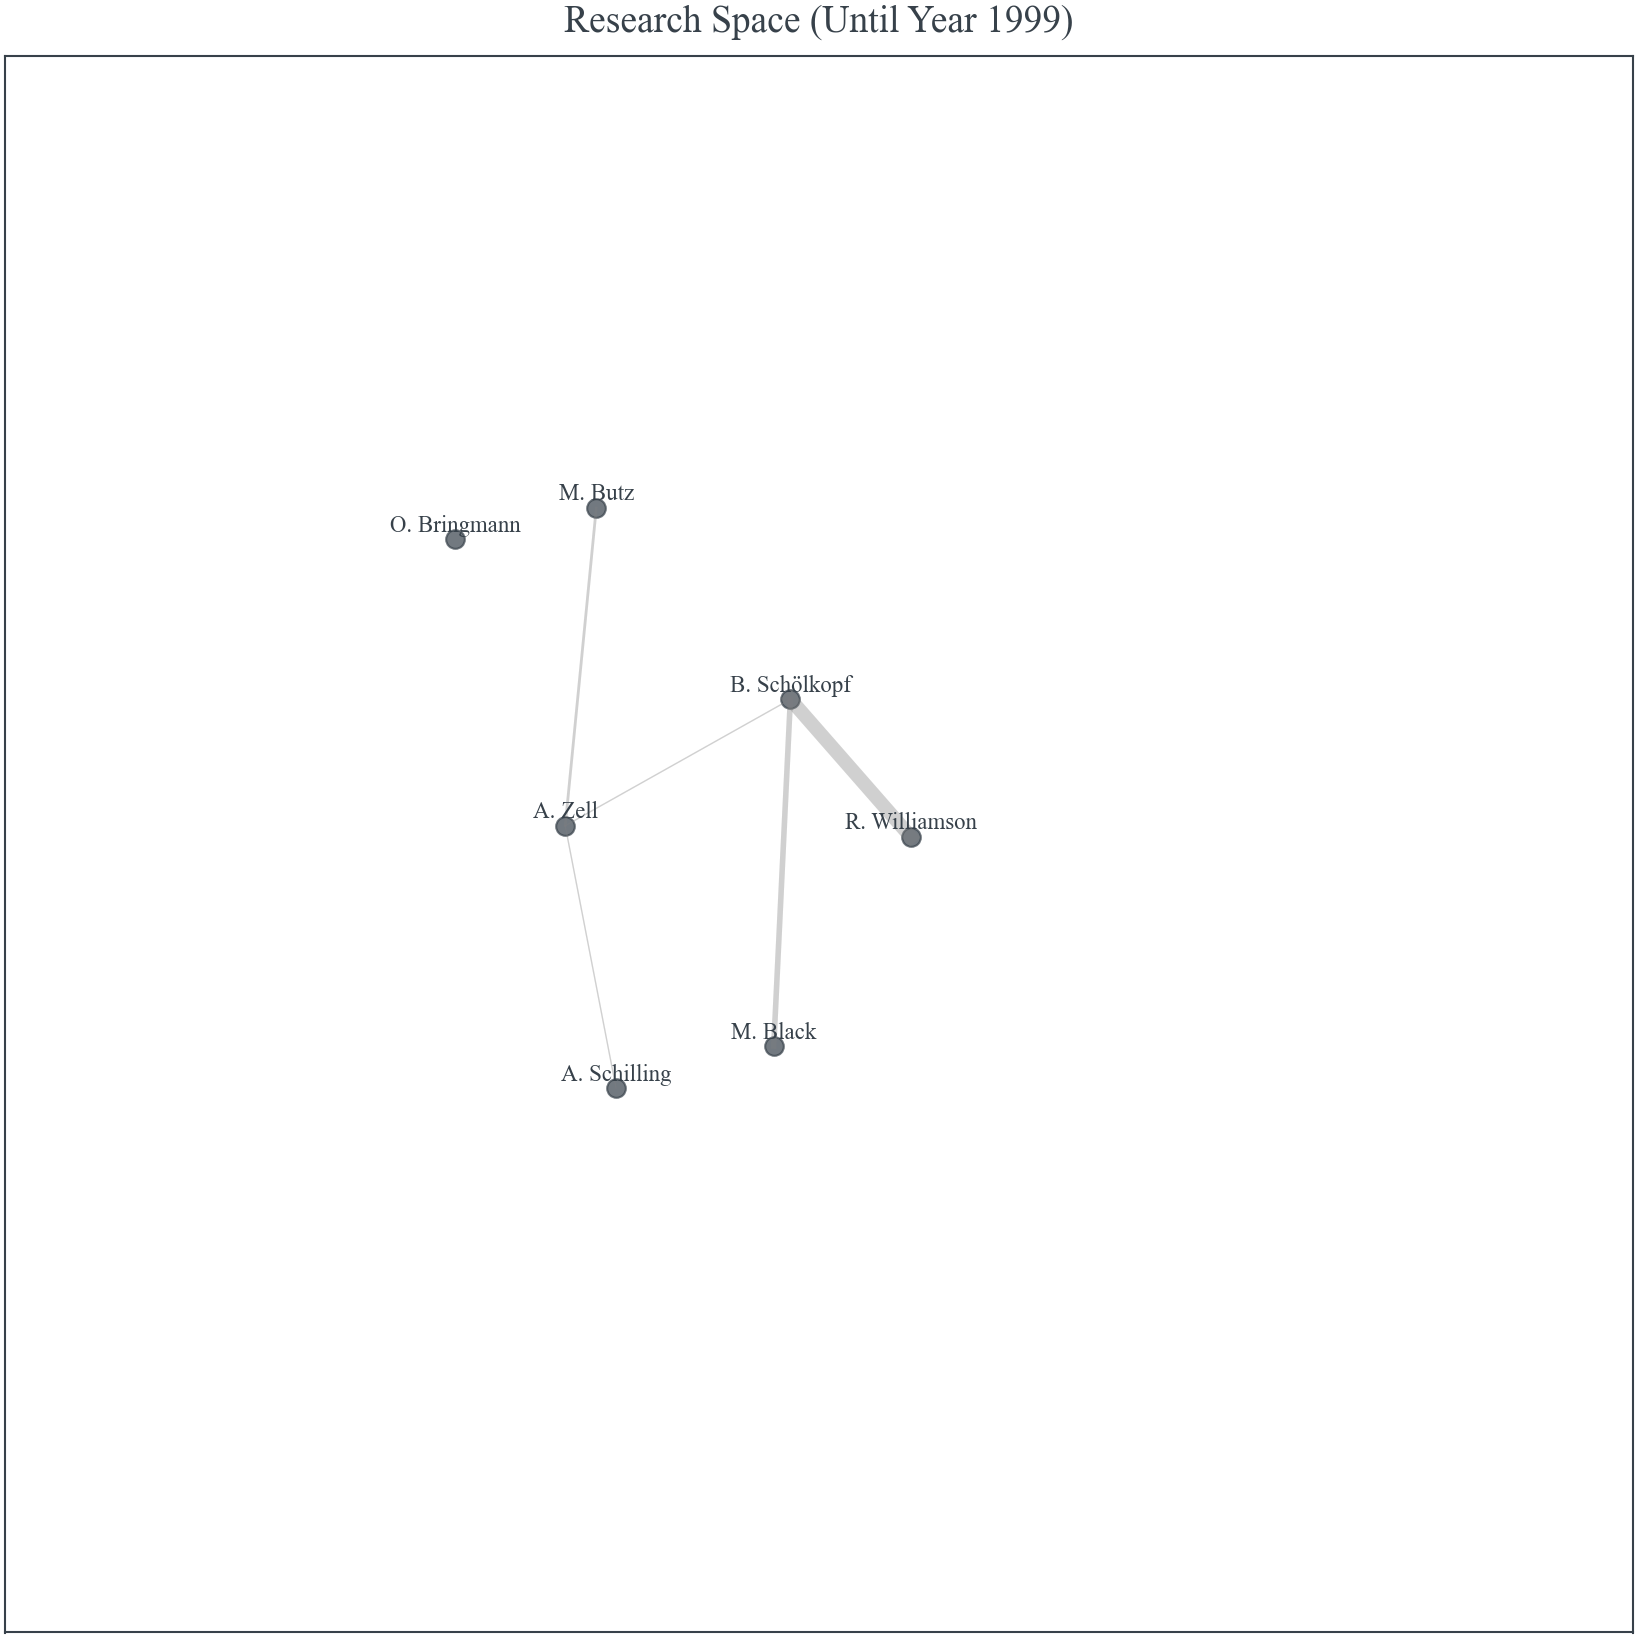 Research Space (Until Year 1999)
M. Butz
O. Bringmann
B. Schölkopf
A. Zell
R. Williamson
M. Black
A. Schilling